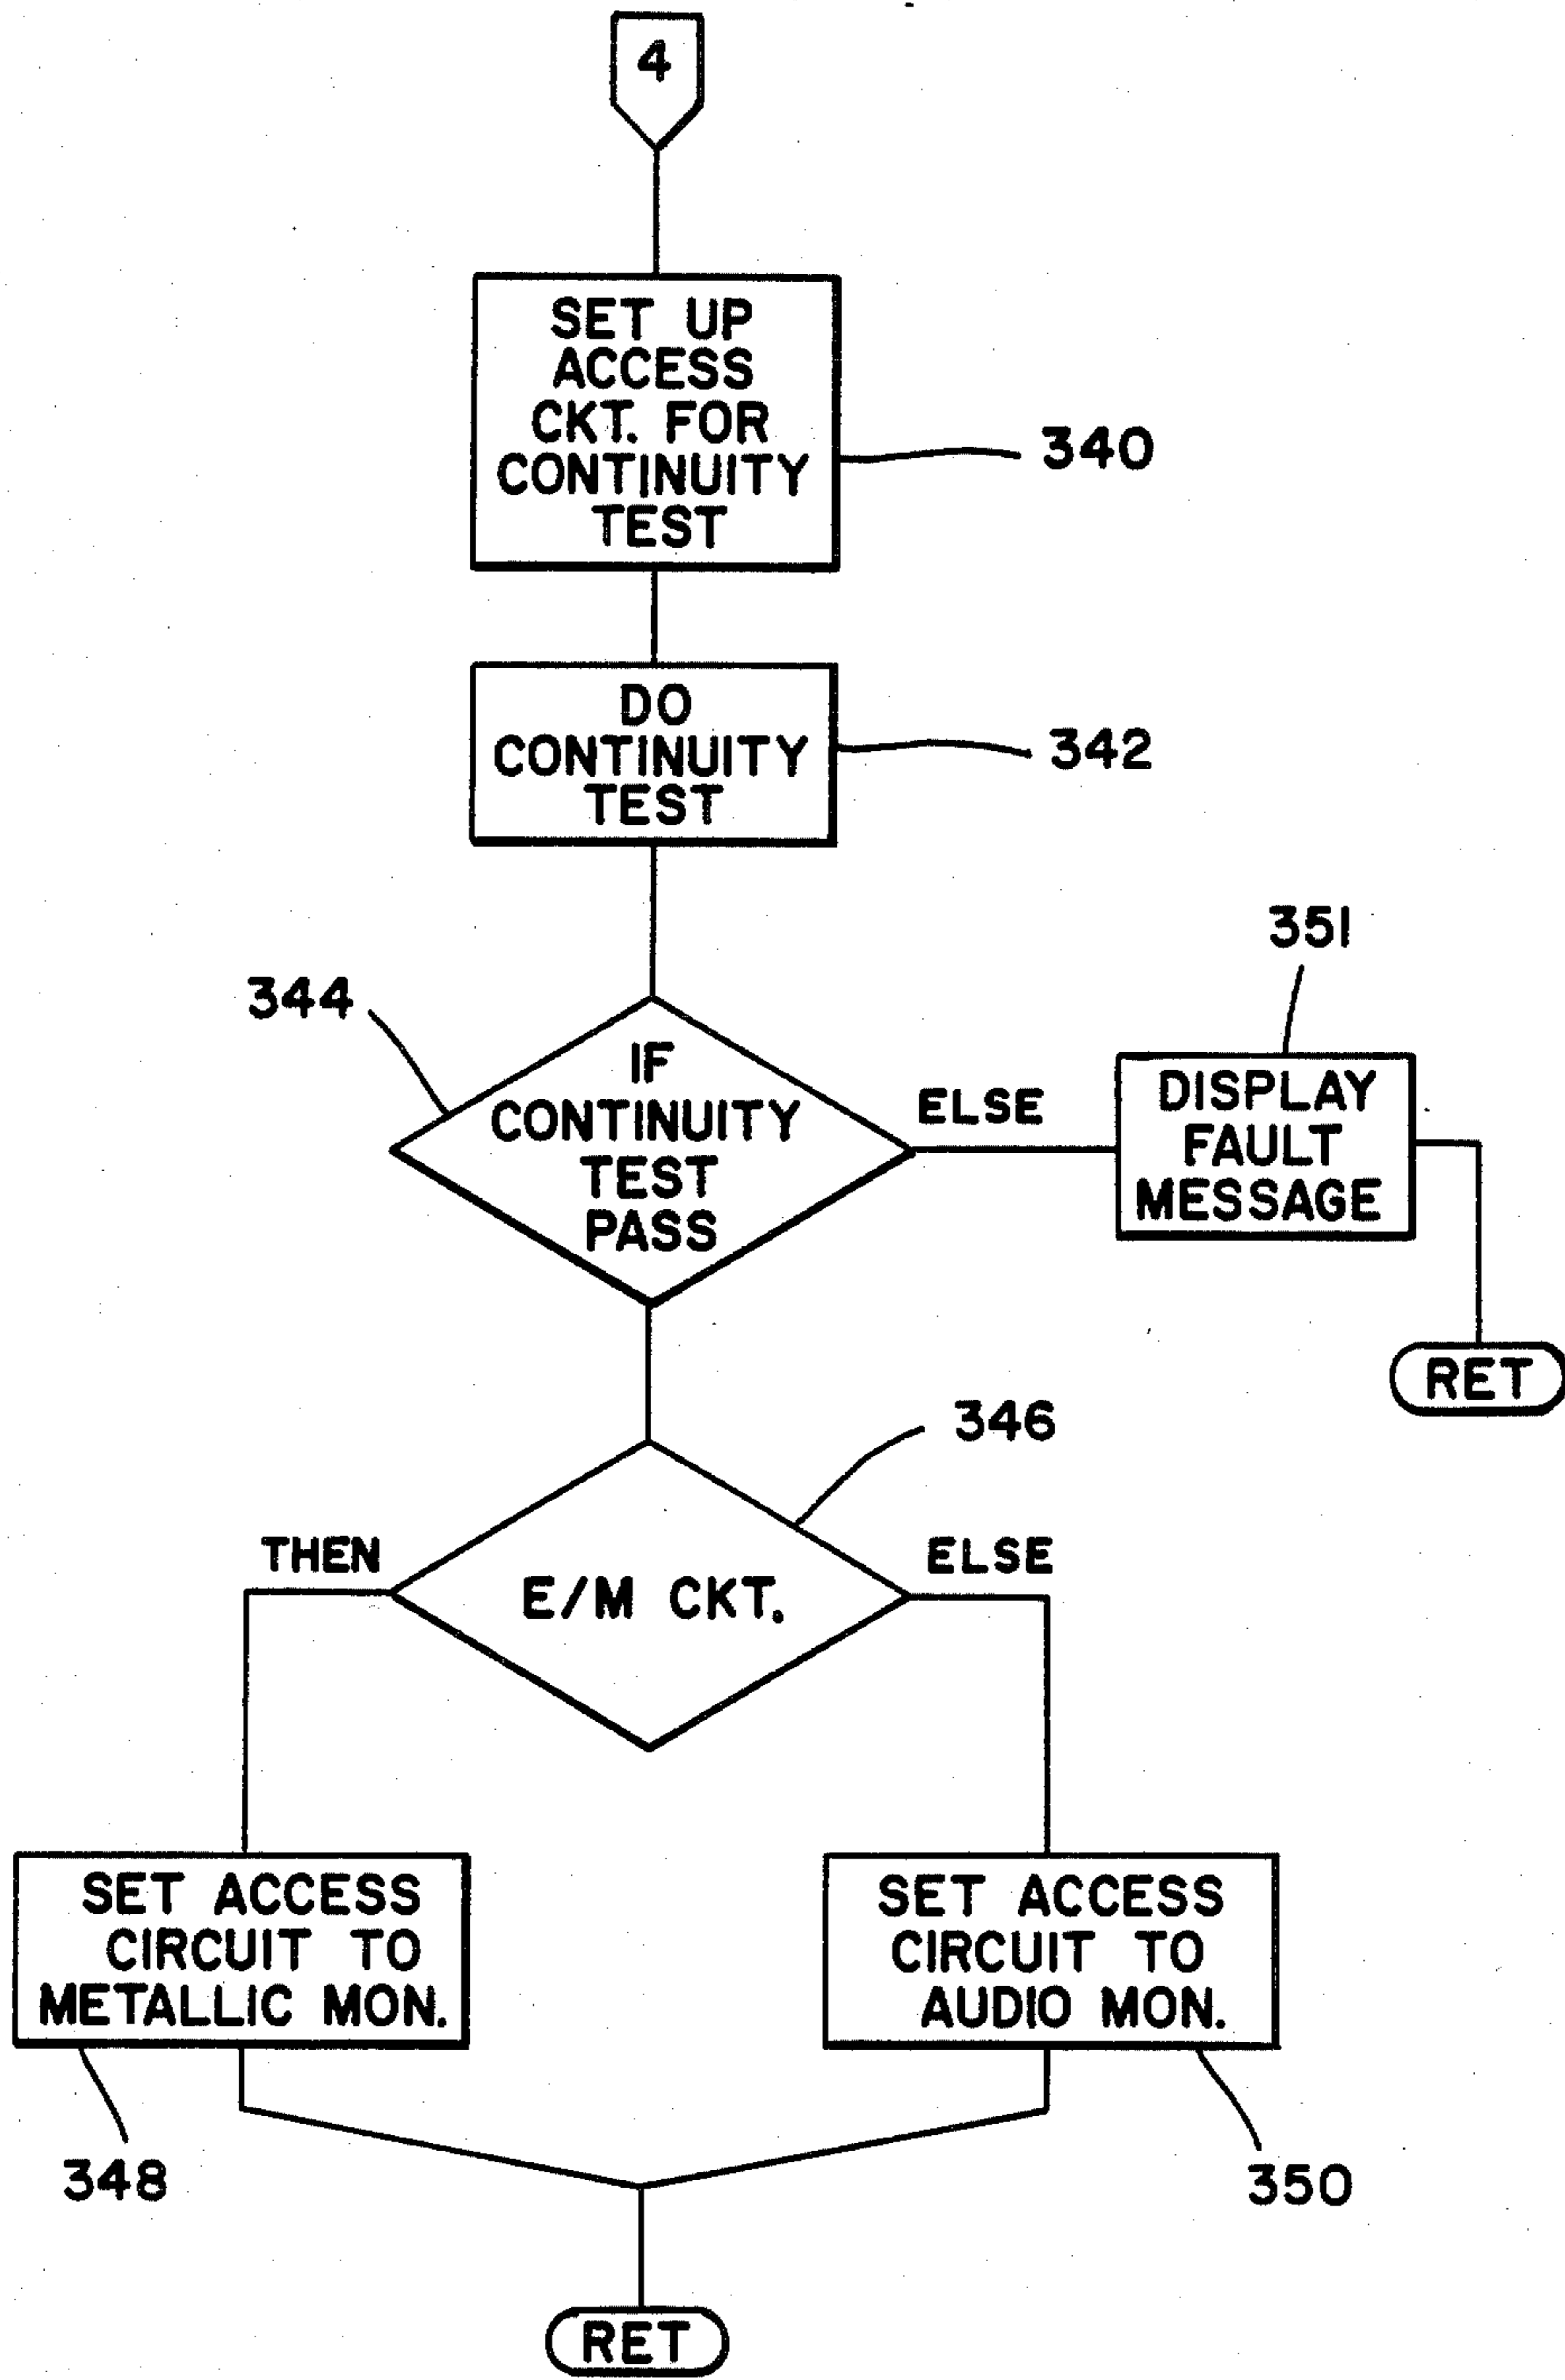 4
SET UP
ACCESS
CKT. FOR
CONTINUITY
TEST
340
DO
CONTINUITY
TEST
342
344
IF
CONTINUITY
TEST
PASS
ELSE
351
DISPLAY
FAULT
MESSAGE
RET
346
THEN
E/M CKT.
ELSE
SET ACCESS
CIRCUIT TO
METALLIC MON.
348
SET ACCESS
CIRCUIT TO
AUDIO MON.
350
RET